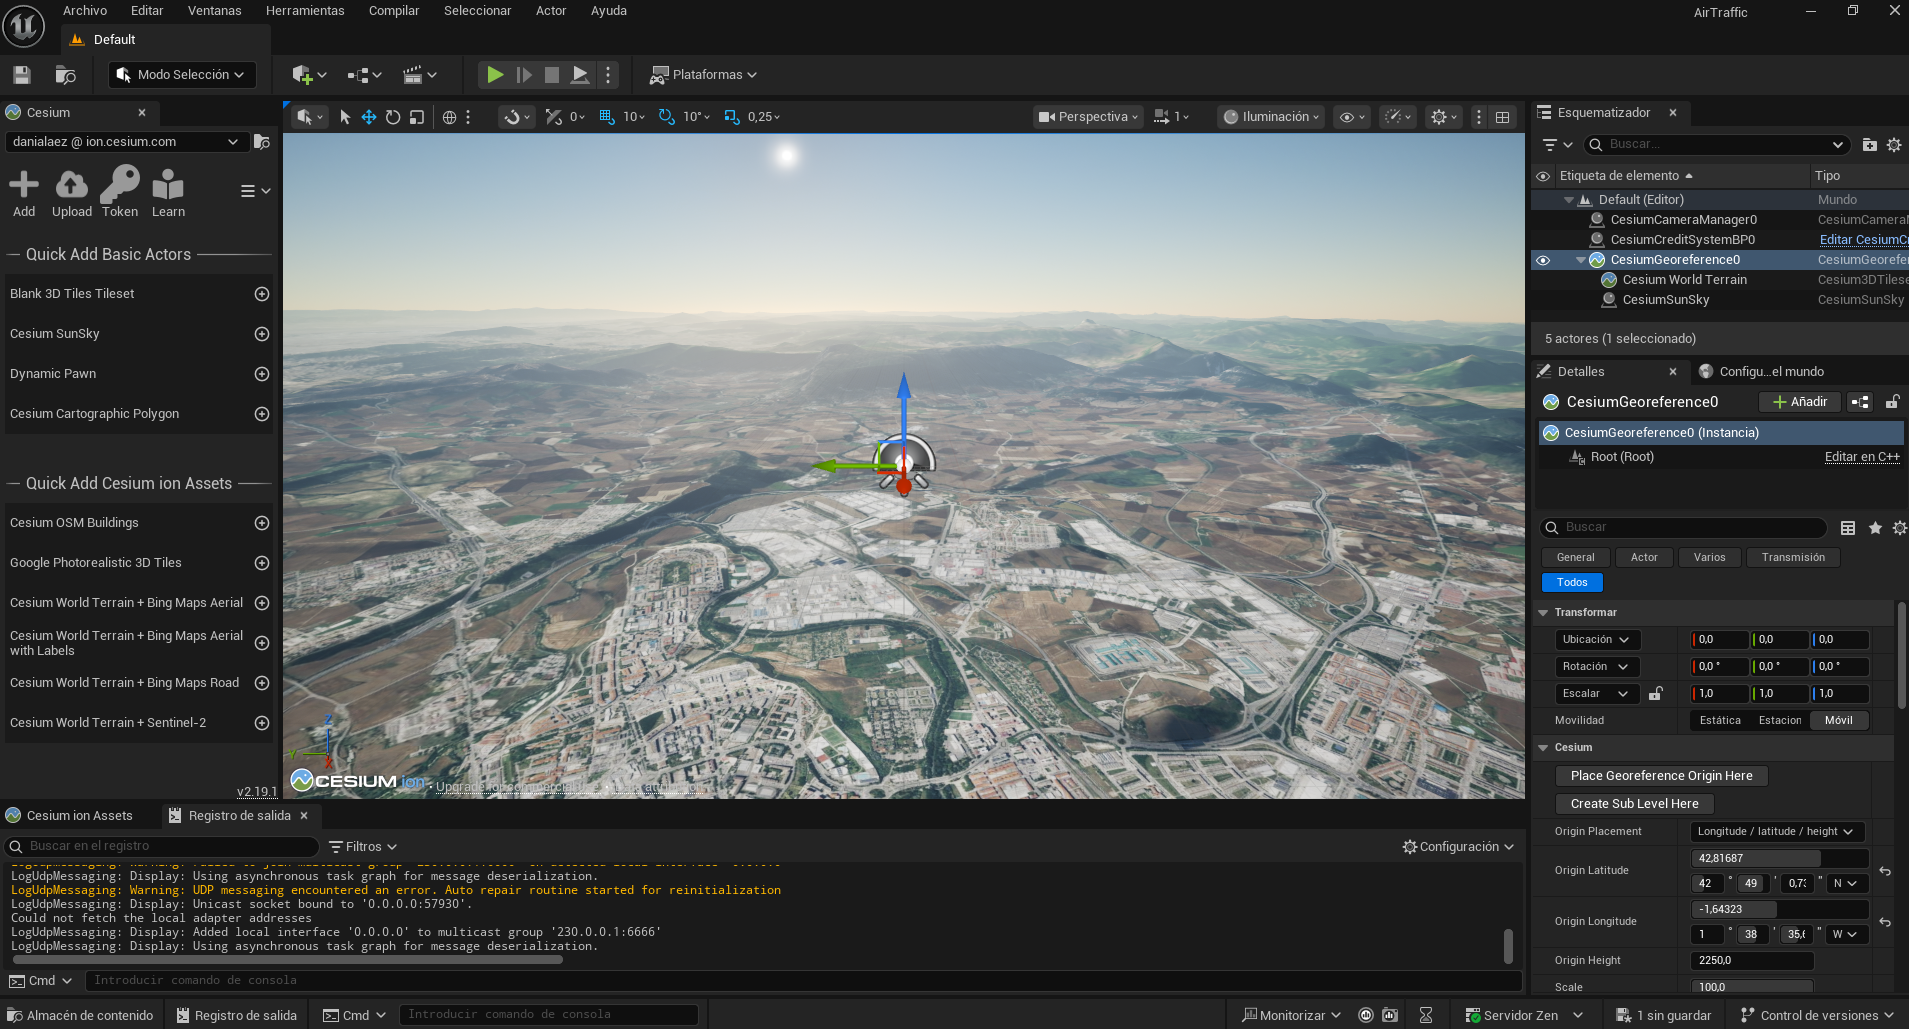 Archivo Editar Ventanas Herramientas Compilar Seleccionar Actor Ayuda
AirTraffic
Default
Modo Selección
Plataformas
Cesium
danialaez @ ion.cesium.com
Add Upload Token Learn
Quick Add Basic Actors
Blank 3D Tiles Tileset
Cesium SunSky
Dynamic Pawn
Cesium Cartographic Polygon
Quick Add Cesium ion Assets
Cesium OSM Buildings
Google Photorealistic 3D Tiles
Cesium World Terrain + Bing Maps Aerial
Cesium World Terrain + Bing Maps Aerial
with Labels
Cesium World Terrain + Bing Maps Road
Cesium World Terrain + Sentinel-2
v2.19.1
0 10 10° 0,25
Perspectiva 1 Iluminación
Z
Y
X
CESIUM ion
Esquematizador
Buscar...
Etiqueta de elemento Tipo
Default (Editor) Mundo
CesiumCameraManager0 CesiumCameraM
CesiumCreditSystemBP0 Editar CesiumCr
CesiumGeoreference0 CesiumGeorefer
Cesium World Terrain Cesium3DTilese
CesiumSunSky CesiumSunSky
5 actores (1 seleccionado)
Detalles Configu...el mundo
CesiumGeoreference0 Añadir
CesiumGeoreference0 (Instancia)
Root (Root) Editar en C++
Buscar
General Actor Varios Transmisión
Todos
Transformar
Ubicación 0,0 0,0 0,0
Rotación 0,0 ° 0,0 ° 0,0 °
Escalar 1,0 1,0 1,0
Movilidad Estática Estacion Móvil
Cesium
Place Georeference Origin Here
Create Sub Level Here
Origin Placement Longitude / latitude / height
Origin Latitude 42,81687
42 ° 49 ' 0,73 " N
Origin Longitude -1,64323
1 ° 38 ' 35,6 " W
Origin Height 2250,0
Scale 100,0
Cesium ion Assets Registro de salida
Buscar en el registro Filtros Configuración
LogUdpMessaging: Display: Using asynchronous task graph for message deserialization.
LogUdpMessaging: Warning: UDP messaging encountered an error. Auto repair routine started for reinitialization
LogUdpMessaging: Display: Unicast socket bound to '0.0.0.0:57930'.
Could not fetch the local adapter addresses
LogUdpMessaging: Display: Added local interface '0.0.0.0' to multicast group '230.0.0.1:6666'
LogUdpMessaging: Display: Using asynchronous task graph for message deserialization.
Cmd Introducir comando de consola
Almacén de contenido Registro de salida Cmd Introducir comando de consola Monitorizar Servidor Zen 1 sin guardar Control de versiones